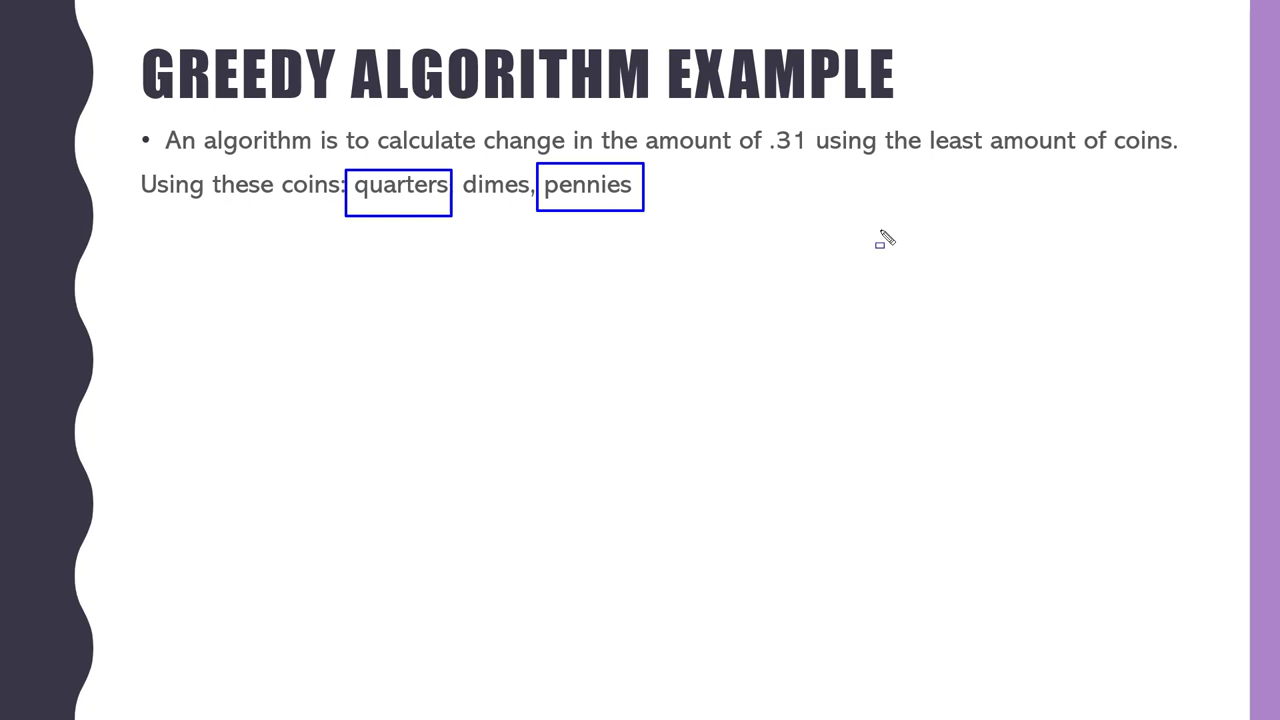 GREEDY ALGORITHM EXAMPLE
• An algorithm is to calculate change in the amount of .31 using the least amount of coins.
Using these coins: quarters, dimes, pennies